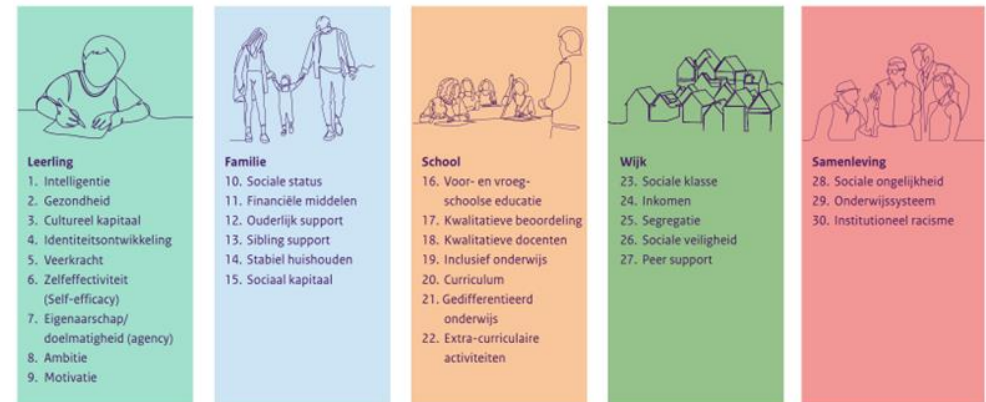 Leerling
1. Intelligentie
2. Gezondheid
3. Cultureel kapitaal
4. Identiteitsontwikkeling
5. Veerkracht
6. Zelfeffectiviteit
(Self-efficacy)
7. Eigenaarschap/
doelmatigheid (agency)
8. Ambitie
9. Motivatie
Familie
10. Sociale status
11. Financiële middelen
12. Ouderlijk support
13. Sibling support
14. Stabiel huishouden
15. Sociaal kapitaal
School
16. Voor- en vroeg-
schoolse educatie
17. Kwalitatieve beoordeling
18. Kwalitatieve docenten
19. Inclusief onderwijs
20. Curriculum
21. Gedifferentieerd
onderwijs
22. Extra-curriculaire
activiteiten
Wijk
23. Sociale klasse
24. Inkomen
25. Segregatie
26. Sociale veiligheid
27. Peer support
Samenleving
28. Sociale ongelijkheid
29. Onderwijssysteem
30. Institutioneel racisme